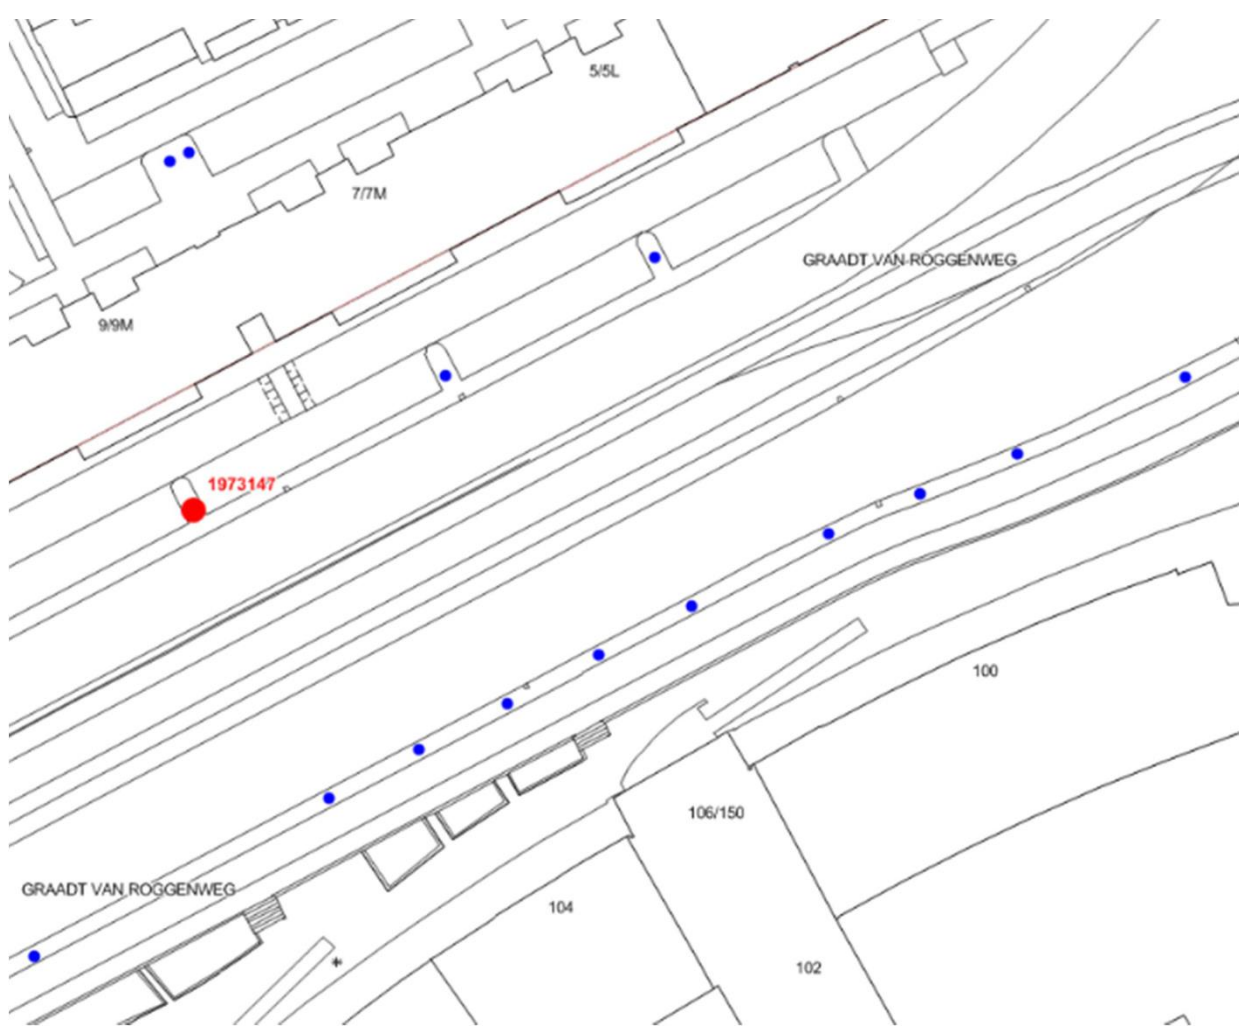 5/5L
7/7M
GRAADT VAN ROGGENWEG
9/9M
1973147
100
106/150
GRAADT VAN ROGGENWEG
104
102